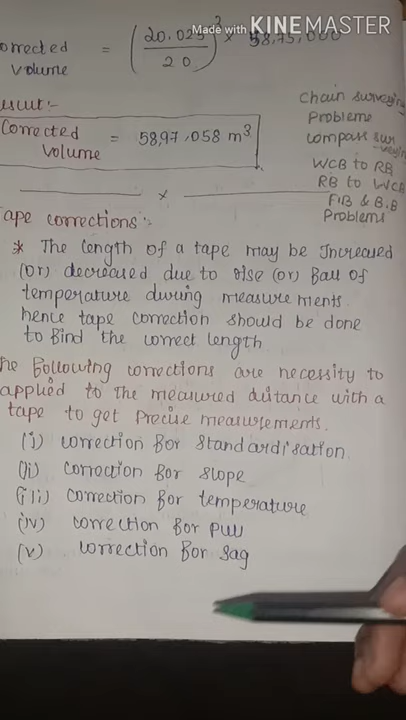 Made with KINEMASTER
orrected volume = (20.025 / 20)³ × 58,75,000
Result:-
Corrected Volume = 58,97,058 m³
Chain surveying
Problems
compass surveying
WCB to RB
RB to WCB
FB & B.B
Problems
x
Tape corrections:-
* The length of a tape may be Increased
(or) decreased due to rise (or) fall of
temperature during measurements.
hence tape correction should be done
to find the correct length
The following corrections are necessity to
applied to the measured distance with a
tape to get precise measurements.
(i) correction for standardisation
(ii) correction for slope
(iii) correction for temperature
(iv) correction for pull
(v) correction for sag